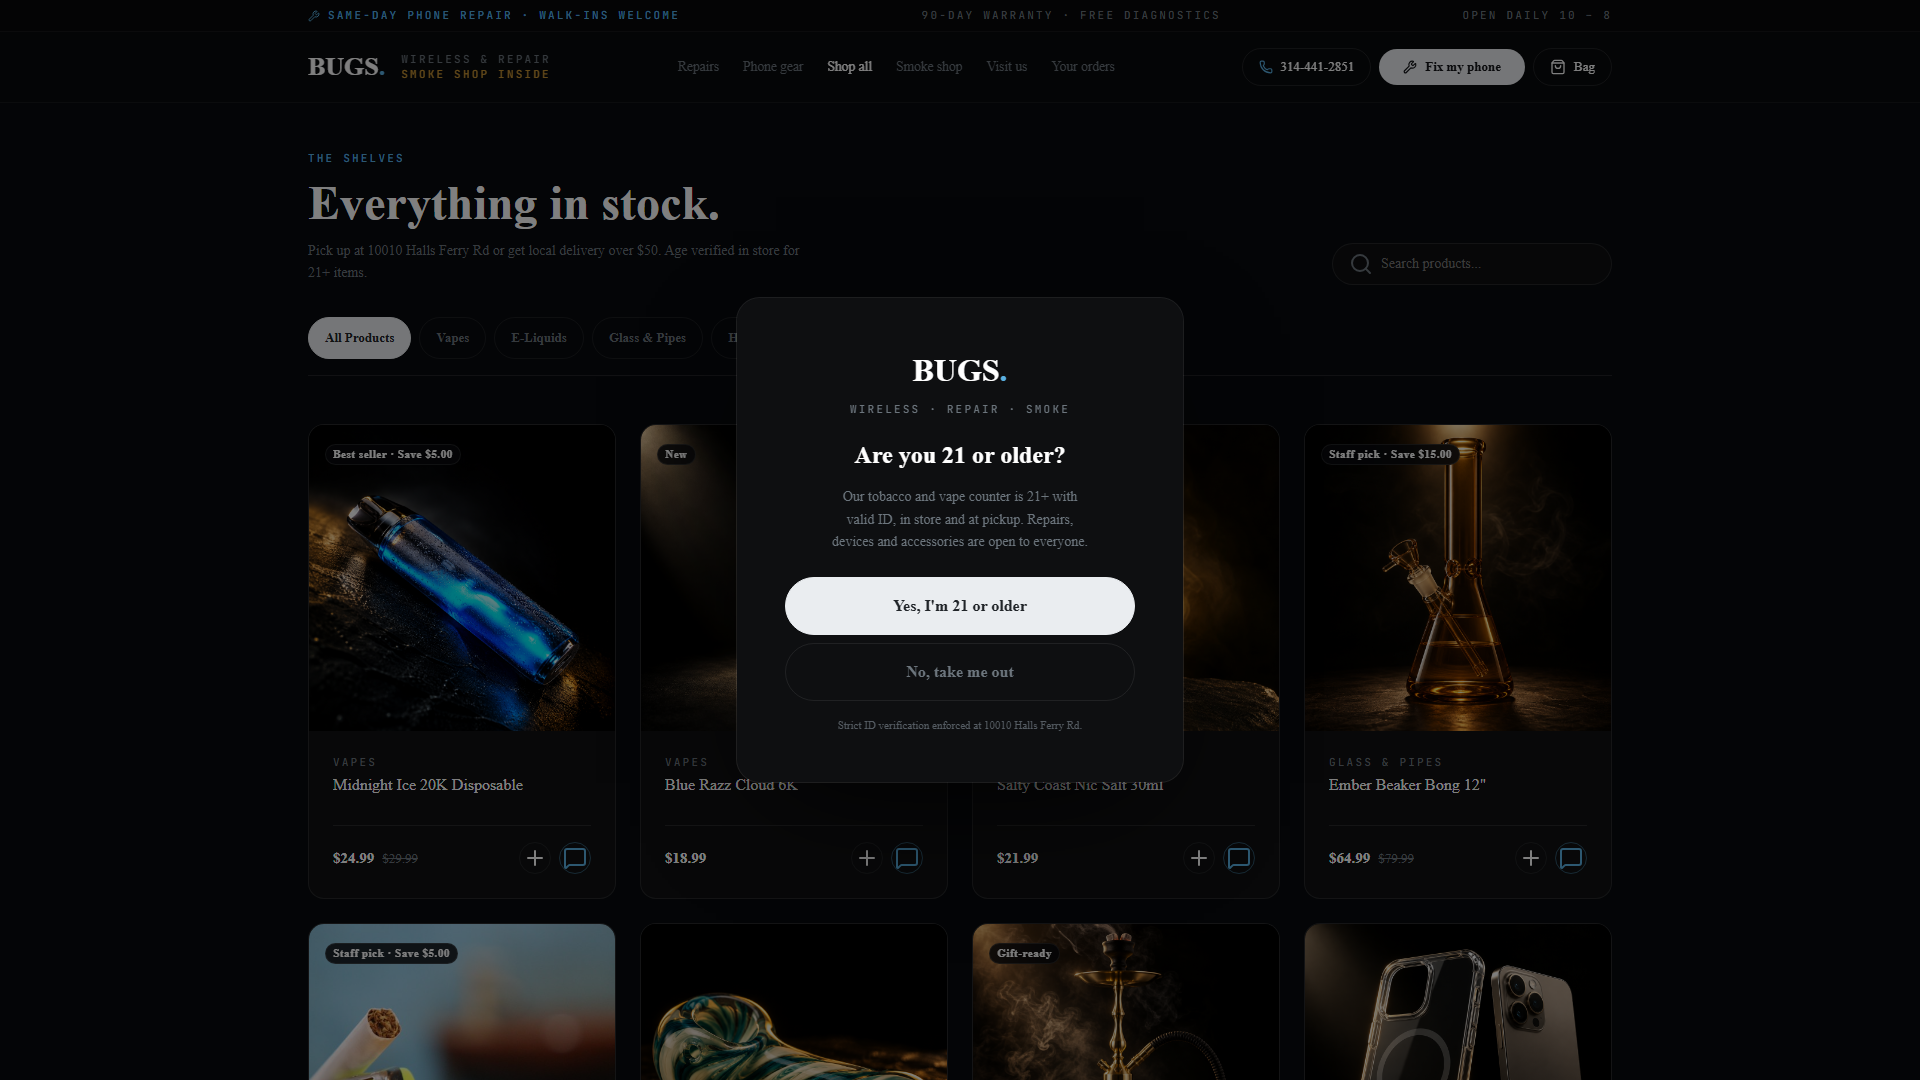 SAME-DAY PHONE REPAIR · WALK-INS WELCOME
90-DAY WARRANTY · FREE DIAGNOSTICS
OPEN DAILY 10 – 8
BUGS.
WIRELESS & REPAIR
SMOKE SHOP INSIDE
Repairs
Phone gear
Shop all
Smoke shop
Visit us
Your orders
314-441-2851
Fix my phone
Bag
THE SHELVES
Everything in stock.
Pick up at 10010 Halls Ferry Rd or get local delivery over $50. Age verified in store for
21+ items.
Search products...
All Products
Vapes
E-Liquids
Glass & Pipes
BUGS.
WIRELESS · REPAIR · SMOKE
Are you 21 or older?
Our tobacco and vape counter is 21+ with
valid ID, in store and at pickup. Repairs,
devices and accessories are open to everyone.
Yes, I'm 21 or older
No, take me out
Strict ID verification enforced at 10010 Halls Ferry Rd.
Best seller · Save $5.00
New
Staff pick · Save $15.00
VAPES
Midnight Ice 20K Disposable
$24.99 $29.99
VAPES
Blue Razz Cloud 6K
$18.99
Salty Coast Nic Salt 30ml
$21.99
GLASS & PIPES
Ember Beaker Bong 12"
$64.99 $79.99
Staff pick · Save $5.00
Gift-ready